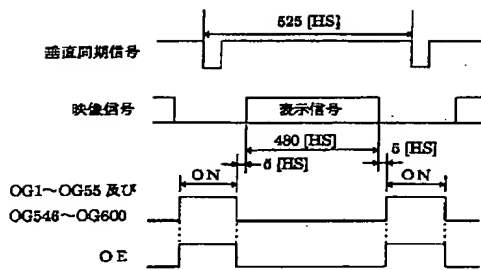 525 [HS]
垂直同期信号
映像信号
表示信号
480 [HS]
5 [HS]
5 [HS]
ON
ON
OG1~OG55 及び
OG546~OG600
OE